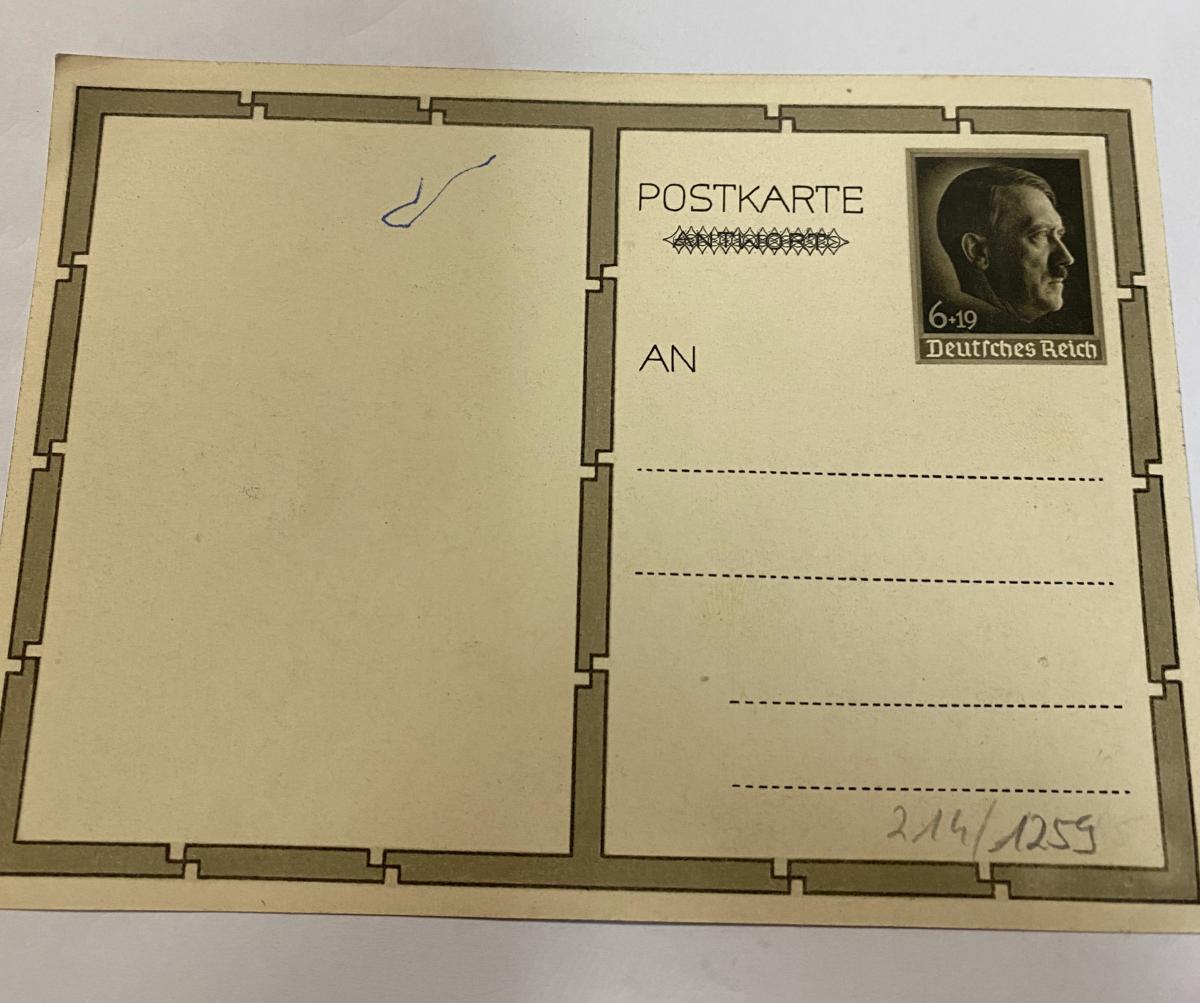 POSTKARTE
ANTWORT
AN
6+19
Deutſches Reich
214/1259